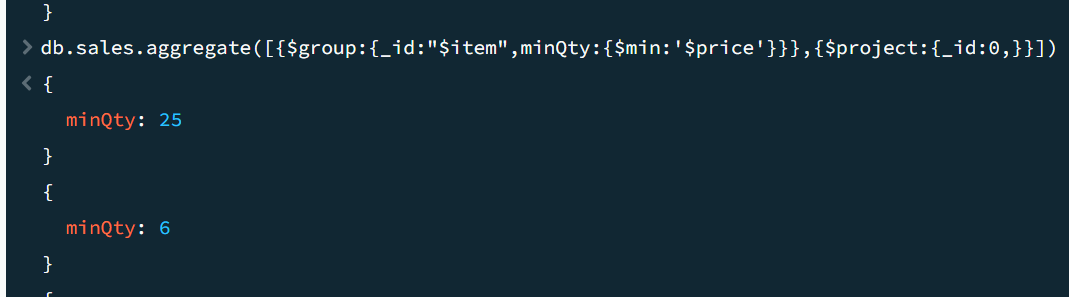 }
> db.sales.aggregate([{$group:{_id:"$item",minQty:{$min:'$price'}}},{$project:{_id:0,}}])
< {
minQty: 25
}
{
minQty: 6
}
{